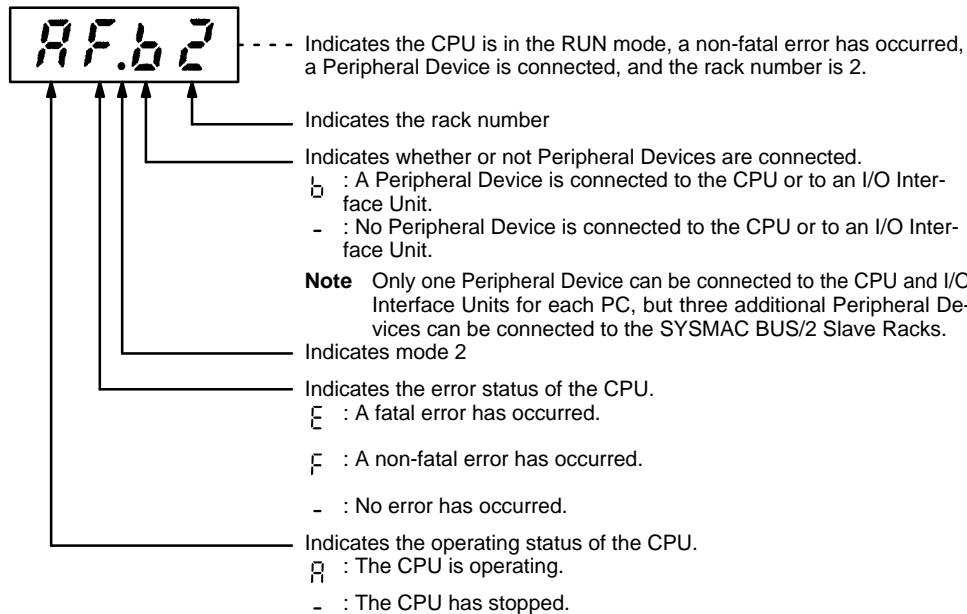 AF.b2
Indicates the CPU is in the RUN mode, a non-fatal error has occurred,
a Peripheral Device is connected, and the rack number is 2.
Indicates the rack number
Indicates whether or not Peripheral Devices are connected.
b : A Peripheral Device is connected to the CPU or to an I/O Inter-
face Unit.
- : No Peripheral Device is connected to the CPU or to an I/O Inter-
face Unit.
Note Only one Peripheral Device can be connected to the CPU and I/O
Interface Units for each PC, but three additional Peripheral De-
vices can be connected to the SYSMAC BUS/2 Slave Racks.
Indicates mode 2
Indicates the error status of the CPU.
E : A fatal error has occurred.
F : A non-fatal error has occurred.
- : No error has occurred.
Indicates the operating status of the CPU.
A : The CPU is operating.
- : The CPU has stopped.